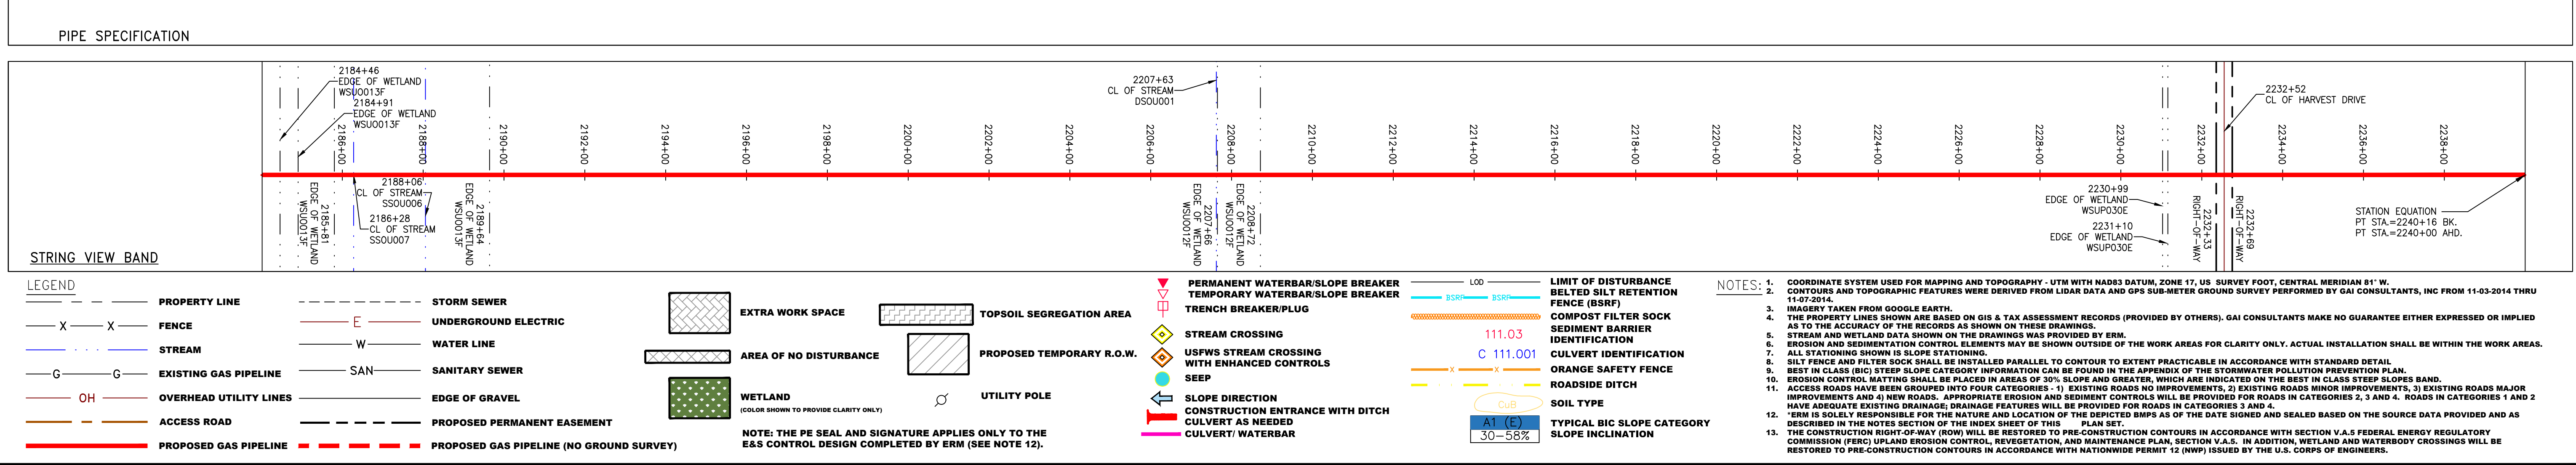 PIPE SPECIFICATION
2184+46
EDGE OF WETLAND
WSUO013F
2184+91
EDGE OF WETLAND
WSUO013F
2207+63
CL OF STREAM
DSOU001
2232+52
CL OF HARVEST DRIVE
2186+00
2188+00
2190+00
2192+00
2194+00
2196+00
2198+00
2200+00
2202+00
2204+00
2206+00
2208+00
2210+00
2212+00
2214+00
2216+00
2218+00
2220+00
2222+00
2224+00
2226+00
2228+00
2230+00
2232+00
2234+00
2236+00
2238+00
2185+81
EDGE OF WETLAND
WSUO013F
2188+06
CL OF STREAM
SSOU006
2186+28
CL OF STREAM
SSOU007
2189+64
EDGE OF WETLAND
WSUO013F
2207+66
EDGE OF WETLAND
WSUO012F
2208+72
EDGE OF WETLAND
WSUO012F
2230+99
EDGE OF WETLAND
WSUP030E
2231+10
EDGE OF WETLAND
WSUP030E
2232+33
RIGHT-OF-WAY
2232+69
RIGHT-OF-WAY
STATION EQUATION
PT STA.=2240+16 BK.
PT STA.=2240+00 AHD.
STRING VIEW BAND
LEGEND
PROPERTY LINE
X X FENCE
STREAM
G G EXISTING GAS PIPELINE
OH OVERHEAD UTILITY LINES
ACCESS ROAD
PROPOSED GAS PIPELINE
STORM SEWER
E UNDERGROUND ELECTRIC
W WATER LINE
SAN SANITARY SEWER
EDGE OF GRAVEL
PROPOSED PERMANENT EASEMENT
PROPOSED GAS PIPELINE (NO GROUND SURVEY)
EXTRA WORK SPACE
AREA OF NO DISTURBANCE
WETLAND
(COLOR SHOWN TO PROVIDE CLARITY ONLY)
TOPSOIL SEGREGATION AREA
PROPOSED TEMPORARY R.O.W.
UTILITY POLE
NOTE: THE PE SEAL AND SIGNATURE APPLIES ONLY TO THE
E&S CONTROL DESIGN COMPLETED BY ERM (SEE NOTE 12).
PERMANENT WATERBAR/SLOPE BREAKER
TEMPORARY WATERBAR/SLOPE BREAKER
TRENCH BREAKER/PLUG
STREAM CROSSING
USFWS STREAM CROSSING
WITH ENHANCED CONTROLS
SEEP
SLOPE DIRECTION
CONSTRUCTION ENTRANCE WITH DITCH
CULVERT AS NEEDED
CULVERT/ WATERBAR
LOD LIMIT OF DISTURBANCE
BSRF BSRF BELTED SILT RETENTION
FENCE (BSRF)
COMPOST FILTER SOCK
111.03 SEDIMENT BARRIER
IDENTIFICATION
C 111.001 CULVERT IDENTIFICATION
X X ORANGE SAFETY FENCE
ROADSIDE DITCH
CuB SOIL TYPE
A1 (E) TYPICAL BIC SLOPE CATEGORY
30-58% SLOPE INCLINATION
NOTES:
1. COORDINATE SYSTEM USED FOR MAPPING AND TOPOGRAPHY - UTM WITH NAD83 DATUM, ZONE 17, US SURVEY FOOT, CENTRAL MERIDIAN 81° W.
2. CONTOURS AND TOPOGRAPHIC FEATURES WERE DERIVED FROM LIDAR DATA AND GPS SUB-METER GROUND SURVEY PERFORMED BY GAI CONSULTANTS, INC FROM 11-03-2014 THRU
11-07-2014.
3. IMAGERY TAKEN FROM GOOGLE EARTH.
4. THE PROPERTY LINES SHOWN ARE BASED ON GIS & TAX ASSESSMENT RECORDS (PROVIDED BY OTHERS). GAI CONSULTANTS MAKE NO GUARANTEE EITHER EXPRESSED OR IMPLIED
AS TO THE ACCURACY OF THE RECORDS AS SHOWN ON THESE DRAWINGS.
5. STREAM AND WETLAND DATA SHOWN ON THE DRAWINGS WAS PROVIDED BY ERM.
6. EROSION AND SEDIMENTATION CONTROL ELEMENTS MAY BE SHOWN OUTSIDE OF THE WORK AREAS FOR CLARITY ONLY. ACTUAL INSTALLATION SHALL BE WITHIN THE WORK AREAS.
7. ALL STATIONING SHOWN IS SLOPE STATIONING.
8. SILT FENCE AND FILTER SOCK SHALL BE INSTALLED PARALLEL TO CONTOUR TO EXTENT PRACTICABLE IN ACCORDANCE WITH STANDARD DETAIL
9. BEST IN CLASS (BIC) STEEP SLOPE CATEGORY INFORMATION CAN BE FOUND IN THE APPENDIX OF THE STORMWATER POLLUTION PREVENTION PLAN.
10. EROSION CONTROL MATTING SHALL BE PLACED IN AREAS OF 30% SLOPE AND GREATER, WHICH ARE INDICATED ON THE BEST IN CLASS STEEP SLOPES BAND.
11. ACCESS ROADS HAVE BEEN GROUPED INTO FOUR CATEGORIES - 1) EXISTING ROADS NO IMPROVEMENTS, 2) EXISTING ROADS MINOR IMPROVEMENTS, 3) EXISTING ROADS MAJOR
IMPROVEMENTS AND 4) NEW ROADS. APPROPRIATE EROSION AND SEDIMENT CONTROLS WILL BE PROVIDED FOR ROADS IN CATEGORIES 2, 3 AND 4. ROADS IN CATEGORIES 1 AND 2
HAVE ADEQUATE EXISTING DRAINAGE; DRAINAGE FEATURES WILL BE PROVIDED FOR ROADS IN CATEGORIES 3 AND 4.
12. "ERM IS SOLELY RESPONSIBLE FOR THE NATURE AND LOCATION OF THE DEPICTED BMPS AS OF THE DATE SIGNED AND SEALED BASED ON THE SOURCE DATA PROVIDED AND AS
DESCRIBED IN THE NOTES SECTION OF THE INDEX SHEET OF THIS PLAN SET.
13. THE CONSTRUCTION RIGHT-OF-WAY (ROW) WILL BE RESTORED TO PRE-CONSTRUCTION CONTOURS IN ACCORDANCE WITH SECTION V.A.5 FEDERAL ENERGY REGULATORY
COMMISSION (FERC) UPLAND EROSION CONTROL, REVEGETATION, AND MAINTENANCE PLAN, SECTION V.A.5. IN ADDITION, WETLAND AND WATERBODY CROSSINGS WILL BE
RESTORED TO PRE-CONSTRUCTION CONTOURS IN ACCORDANCE WITH NATIONWIDE PERMIT 12 (NWP) ISSUED BY THE U.S. CORPS OF ENGINEERS.